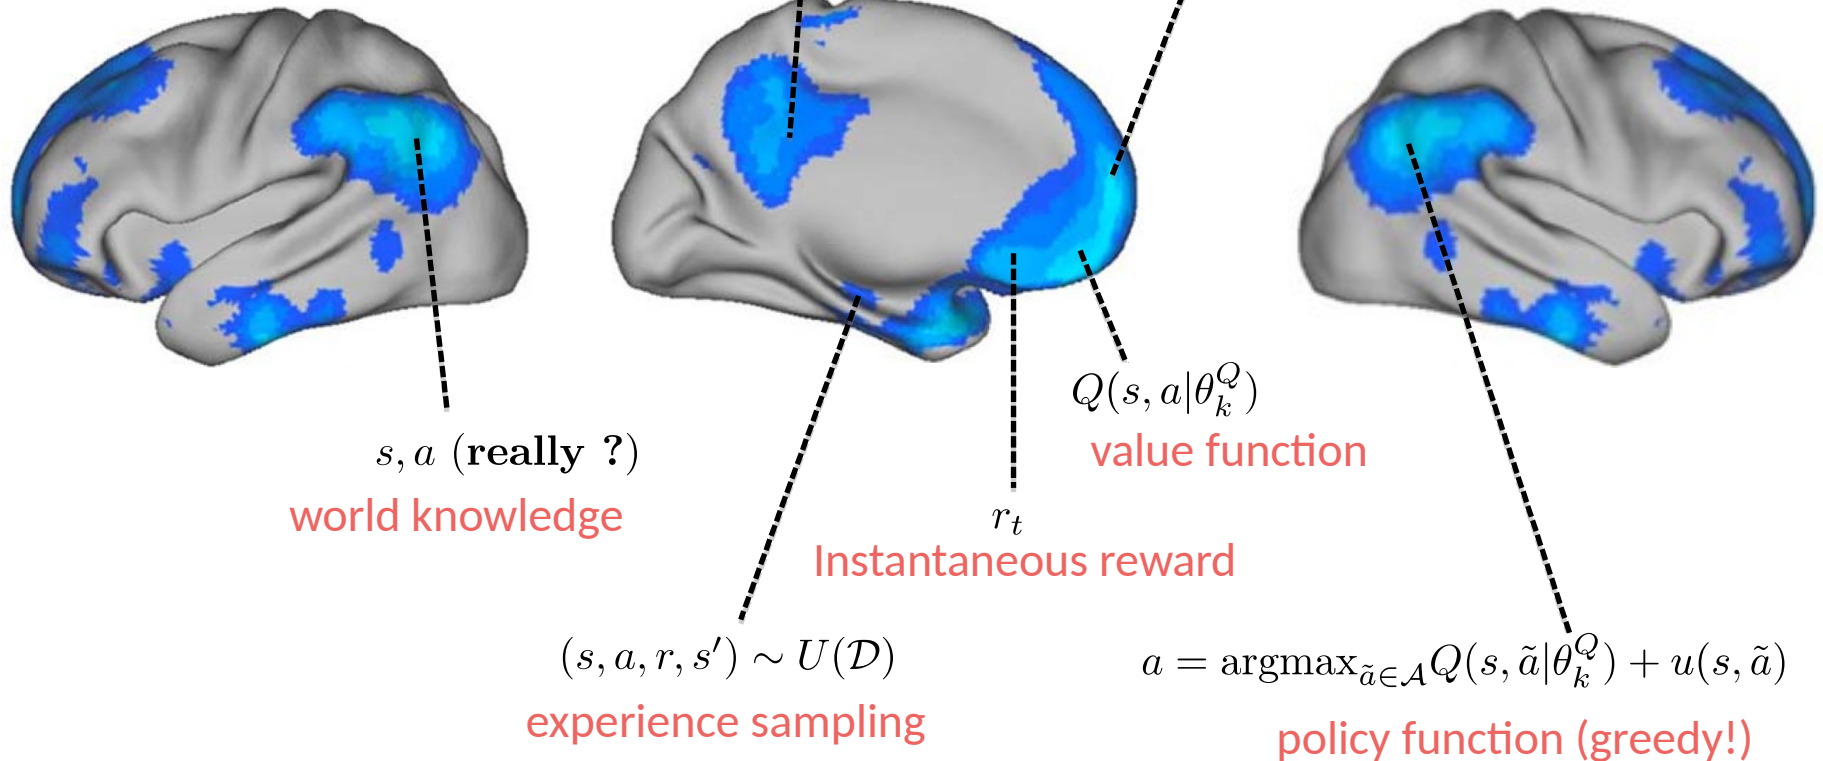 Q(s, a|θ_k^Q)
value function
s, a (really ?)
world knowledge
r_t
Instantaneous reward
(s, a, r, s′) ∼ U(𝒟)
experience sampling
a = argmax_{ã∈𝒜} Q(s, ã|θ_k^Q) + u(s, ã)
policy function (greedy!)